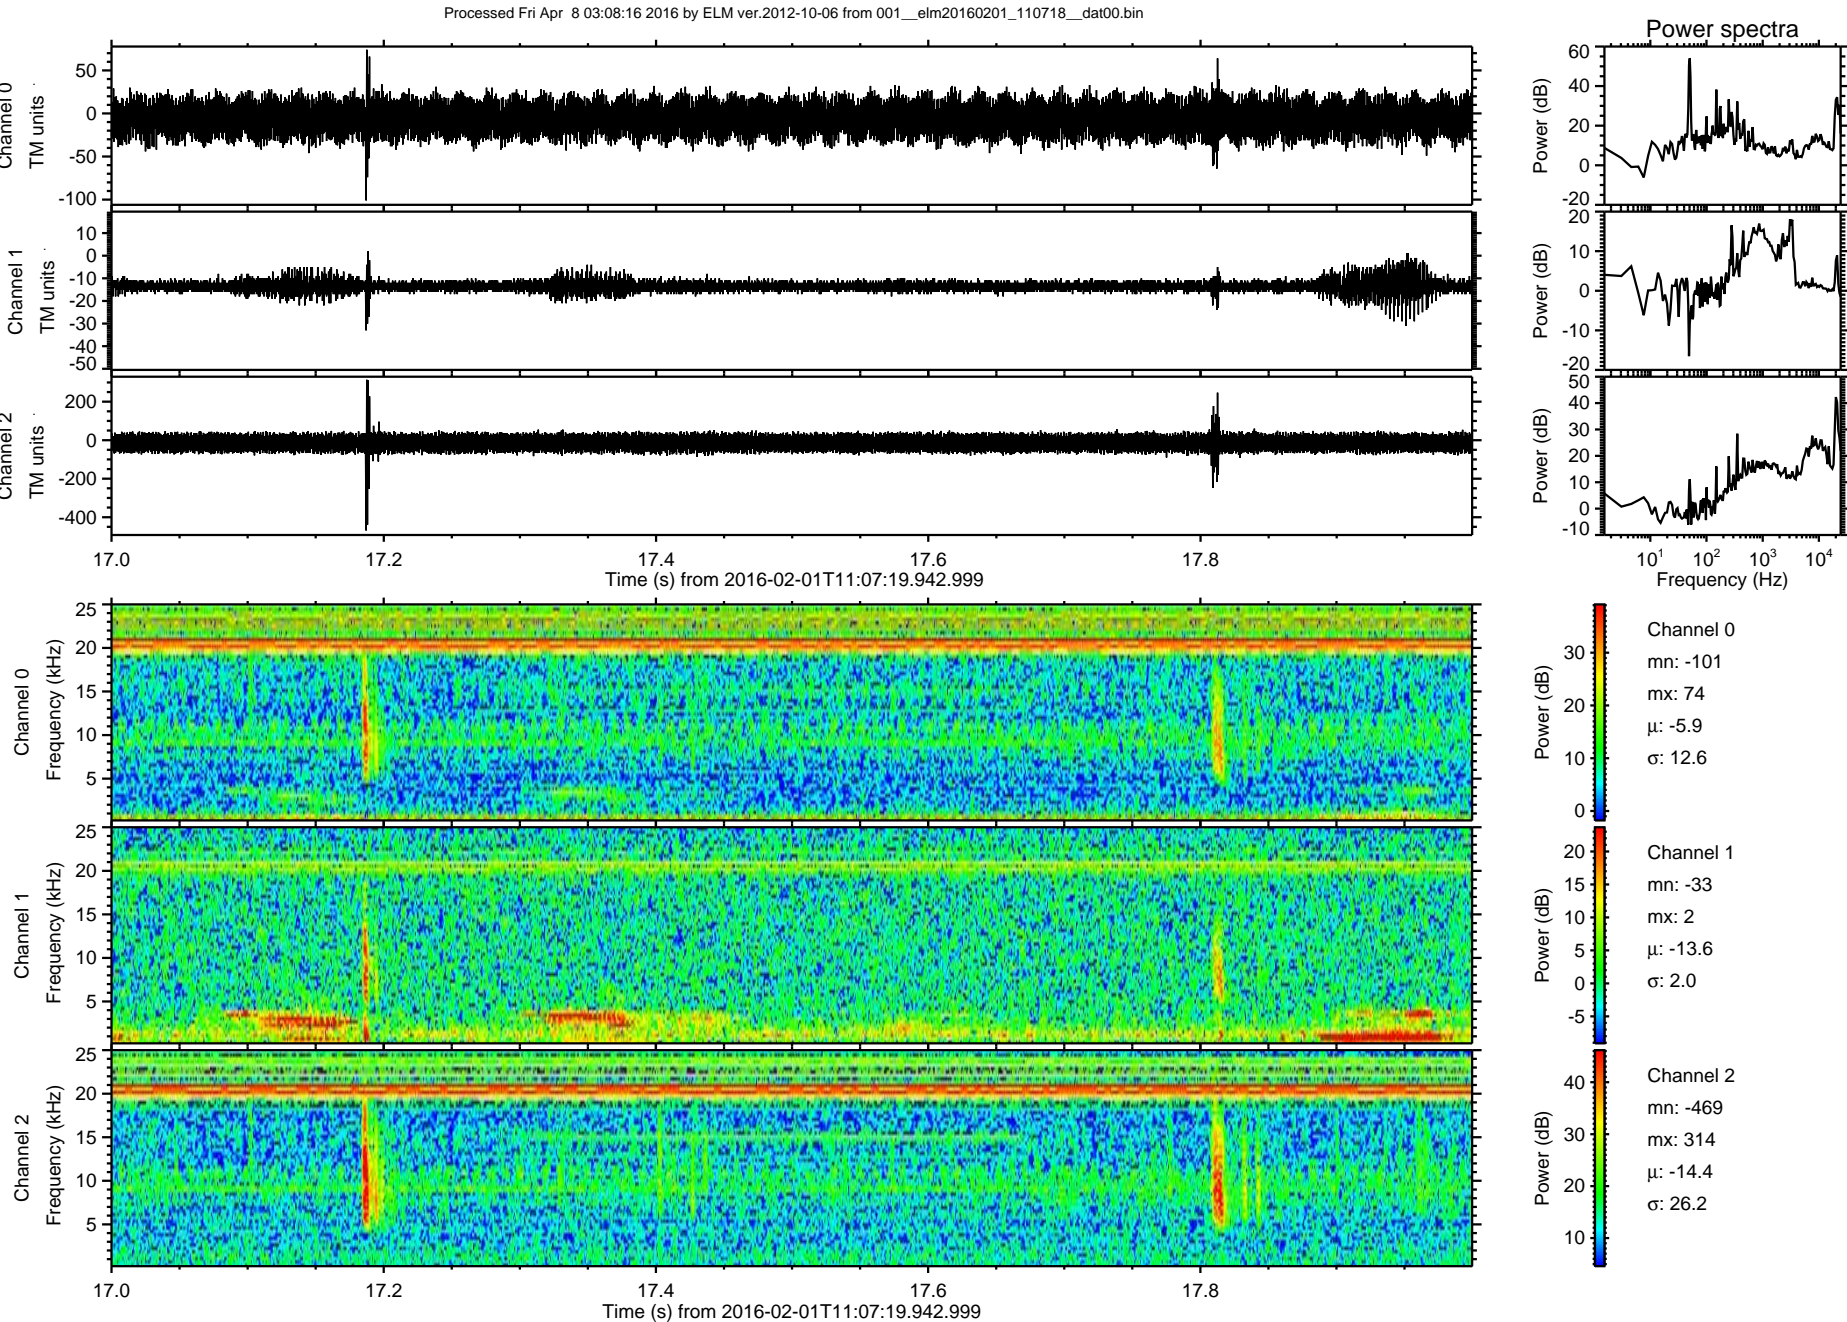 Processed Fri Apr 8 03:08:16 2016 by ELM ver.2012-10-06 from 001__elm20160201_110718__dat00.bin
Power spectra
Channel 0
TM units
50
0
-50
-100
Power (dB)
60
40
20
0
-20
Channel 1
TM units
10
0
-10
-20
-30
-40
-50
Power (dB)
20
10
0
-10
-20
Channel 2
TM units
200
0
-200
-400
Power (dB)
50
40
30
20
10
0
-10
17.0 17.2 17.4 17.6 17.8
Time (s) from 2016-02-01T11:07:19.942.999
10¹ 10² 10³ 10⁴
Frequency (Hz)
Channel 0
Frequency (kHz)
25
20
15
10
5
Power (dB)
30
20
10
0
Channel 0
mn: -101
mx: 74
μ: -5.9
σ: 12.6
Channel 1
Frequency (kHz)
25
20
15
10
5
Power (dB)
20
15
10
5
0
-5
Channel 1
mn: -33
mx: 2
μ: -13.6
σ: 2.0
Channel 2
Frequency (kHz)
25
20
15
10
5
Power (dB)
40
30
20
10
Channel 2
mn: -469
mx: 314
μ: -14.4
σ: 26.2
17.0 17.2 17.4 17.6 17.8
Time (s) from 2016-02-01T11:07:19.942.999